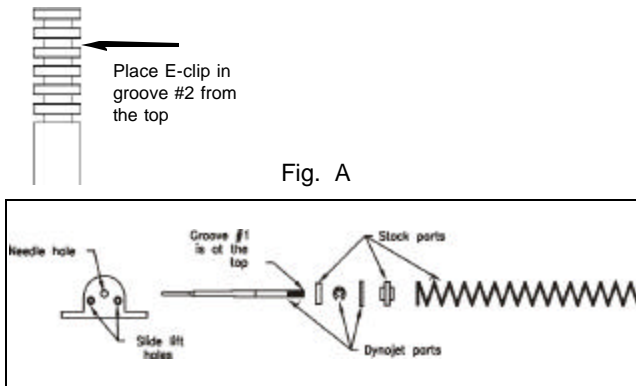 Place E-clip in
groove #2 from
the top
Fig. A
Needle hole
Groove #1
is at the
top
Stock parts
Slide lift
holes
Dynojet parts